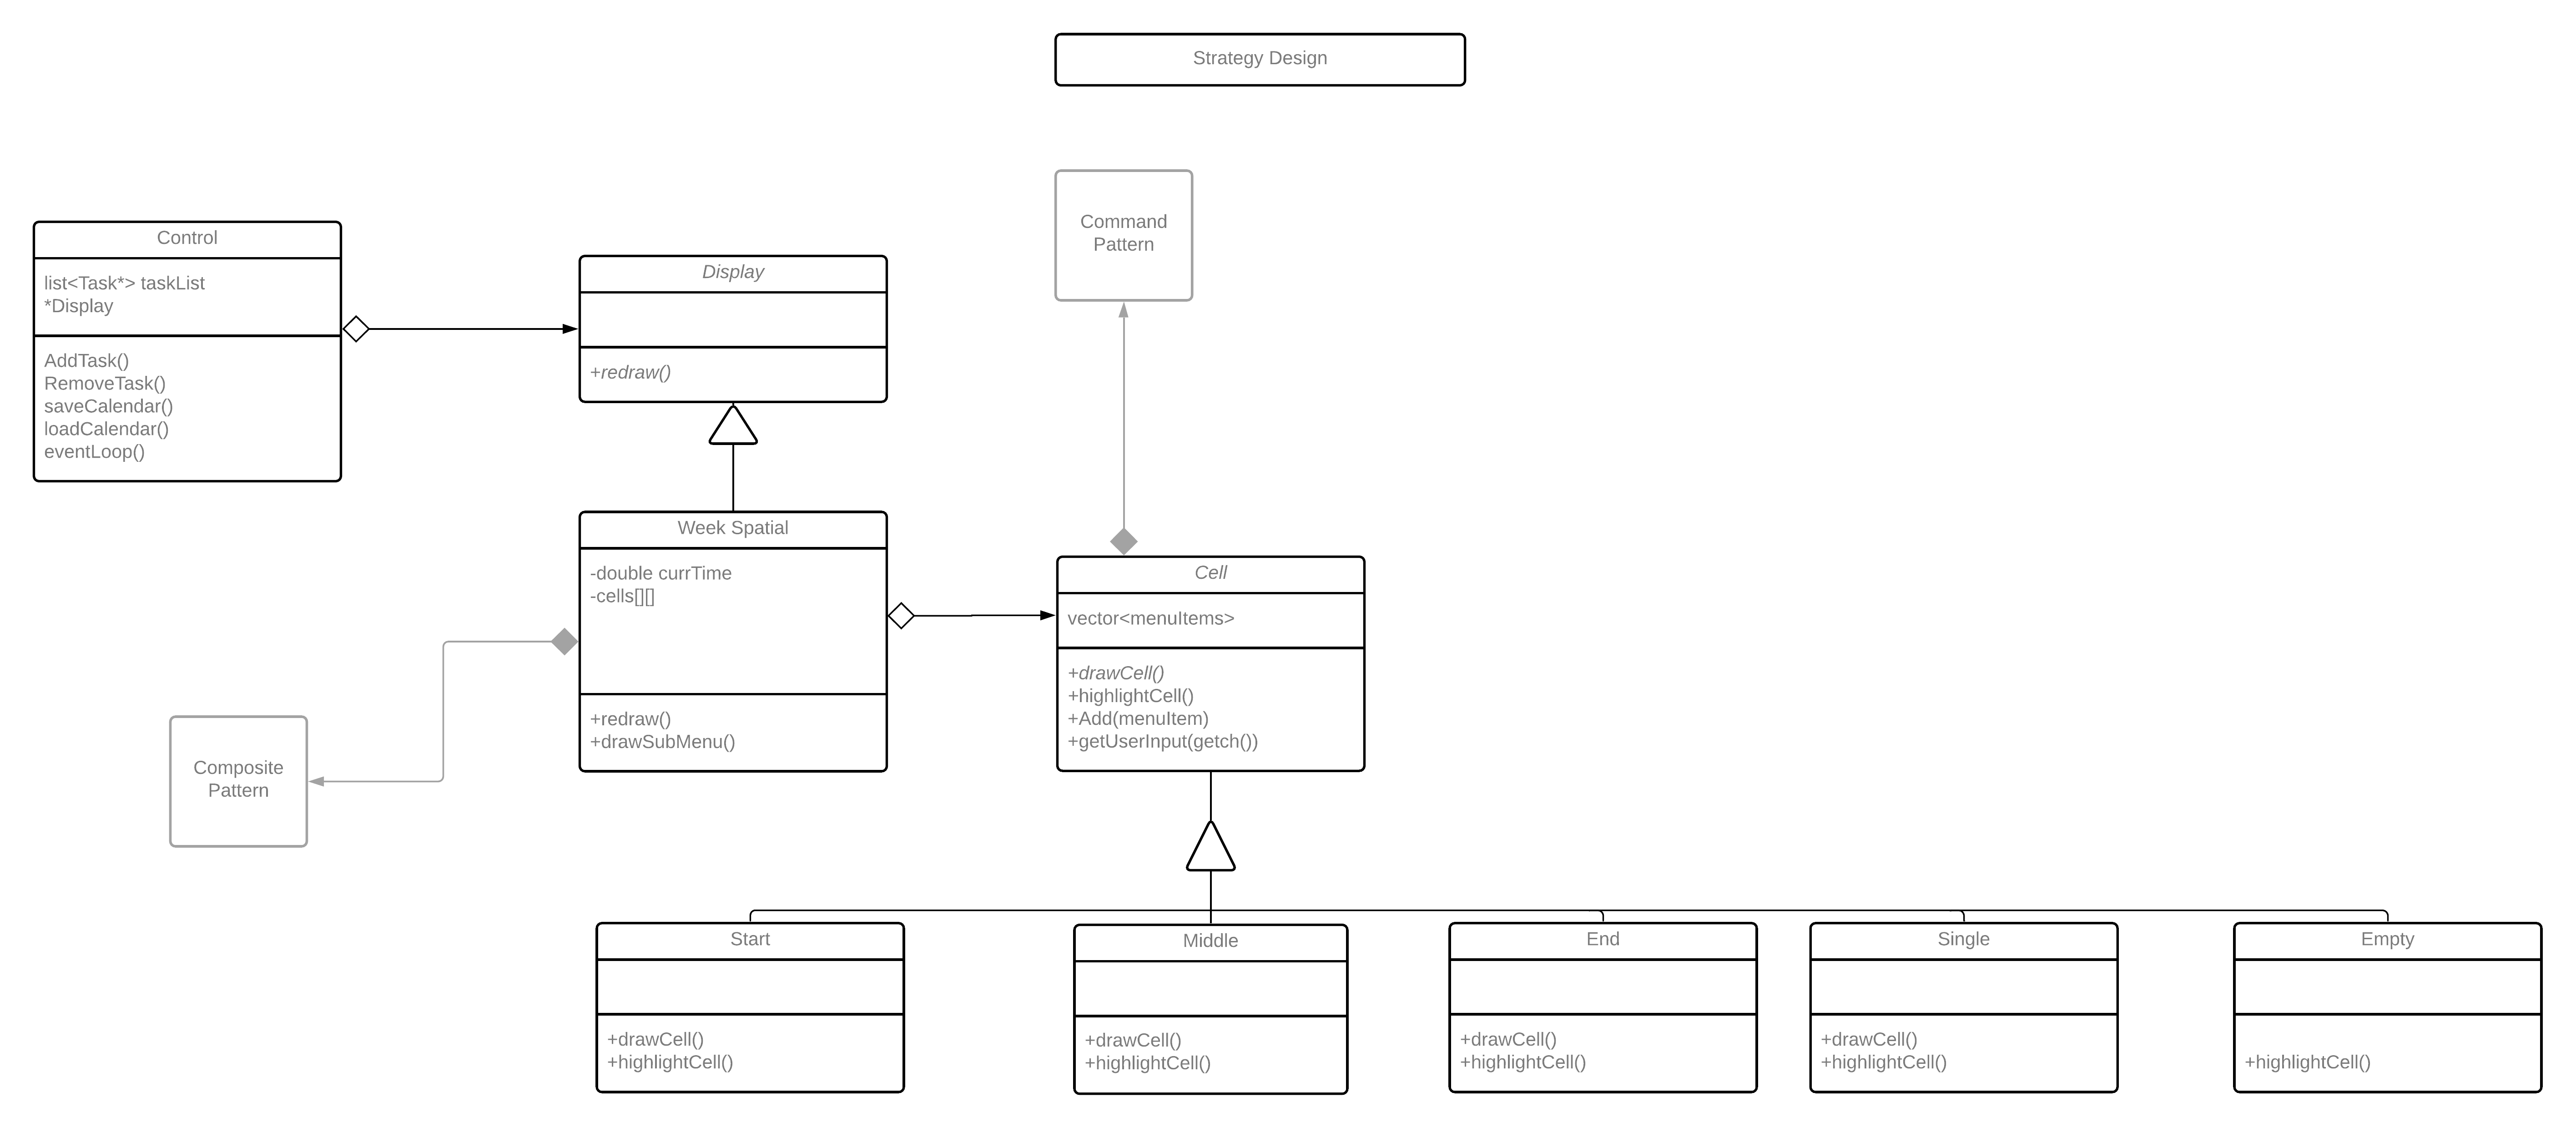 Strategy Design
Command
Pattern
Control
list<Task*> taskList
*Display
AddTask()
RemoveTask()
saveCalendar()
loadCalendar()
eventLoop()
Display
+redraw()
Week Spatial
-double currTime
-cells[][]
+redraw()
+drawSubMenu()
Cell
vector<menuItems>
+drawCell()
+highlightCell()
+Add(menuItem)
+getUserInput(getch())
Composite
Pattern
Start
+drawCell()
+highlightCell()
Middle
+drawCell()
+highlightCell()
End
+drawCell()
+highlightCell()
Single
+drawCell()
+highlightCell()
Empty
+highlightCell()